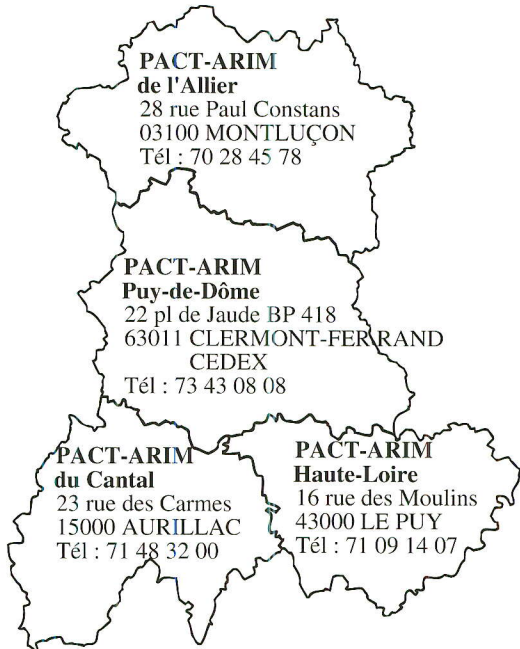 PACT-ARIM
de l'Allier
28 rue Paul Constans
03100 MONTLUÇON
Tél : 70 28 45 78
PACT-ARIM
Puy-de-Dôme
22 pl de Jaude BP 418
63011 CLERMONT-FERRAND
CEDEX
Tél : 73 43 08 08
PACT-ARIM
du Cantal
23 rue des Carmes
15000 AURILLAC
Tél : 71 48 32 00
PACT-ARIM
Haute-Loire
16 rue des Moulins
43000 LE PUY
Tél : 71 09 14 07